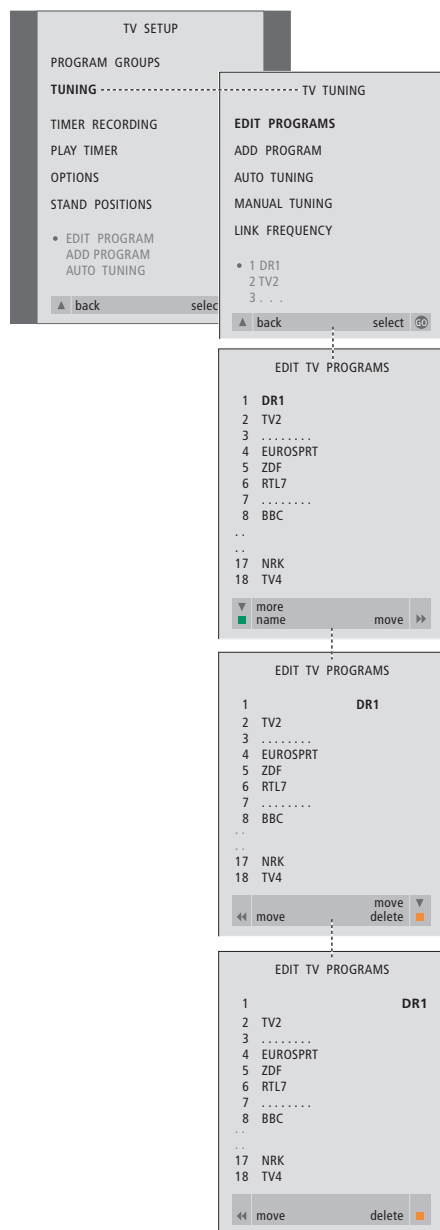 TV SETUP
PROGRAM GROUPS
TUNING
TIMER RECORDING
PLAY TIMER
OPTIONS
STAND POSITIONS
• EDIT PROGRAM
ADD PROGRAM
AUTO TUNING
▲ back selec
TV TUNING
EDIT PROGRAMS
ADD PROGRAM
AUTO TUNING
MANUAL TUNING
LINK FREQUENCY
• 1 DR1
2 TV2
3 . . .
▲ back select GO
EDIT TV PROGRAMS
1 DR1
2 TV2
3 . . . . . . . .
4 EUROSPRT
5 ZDF
6 RTL7
7 . . . . . . . .
8 BBC
. .
. .
17 NRK
18 TV4
▼ more
name move ▶▶
EDIT TV PROGRAMS
1 DR1
2 TV2
3 . . . . . . . .
4 EUROSPRT
5 ZDF
6 RTL7
7 . . . . . . . .
8 BBC
. .
. .
17 NRK
18 TV4
move ▼
◀◀ move delete
EDIT TV PROGRAMS
1 DR1
2 TV2
3 . . . . . . . .
4 EUROSPRT
5 ZDF
6 RTL7
7 . . . . . . . .
8 BBC
. .
. .
17 NRK
18 TV4
◀◀ move delete